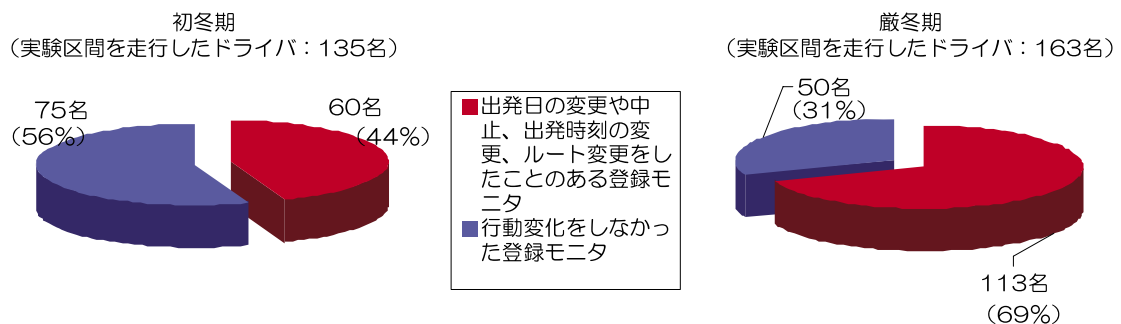 初冬期
（実験区間を走行したドライバ：135名）
75名
（56%）
60名
（44%）
出発日の変更や中
止、出発時刻の変
更、ルート変更をし
たことのある登録モ
ニタ
行動変化をしなかっ
た登録モニタ
厳冬期
（実験区間を走行したドライバ：163名）
50名
（31%）
113名
（69%）